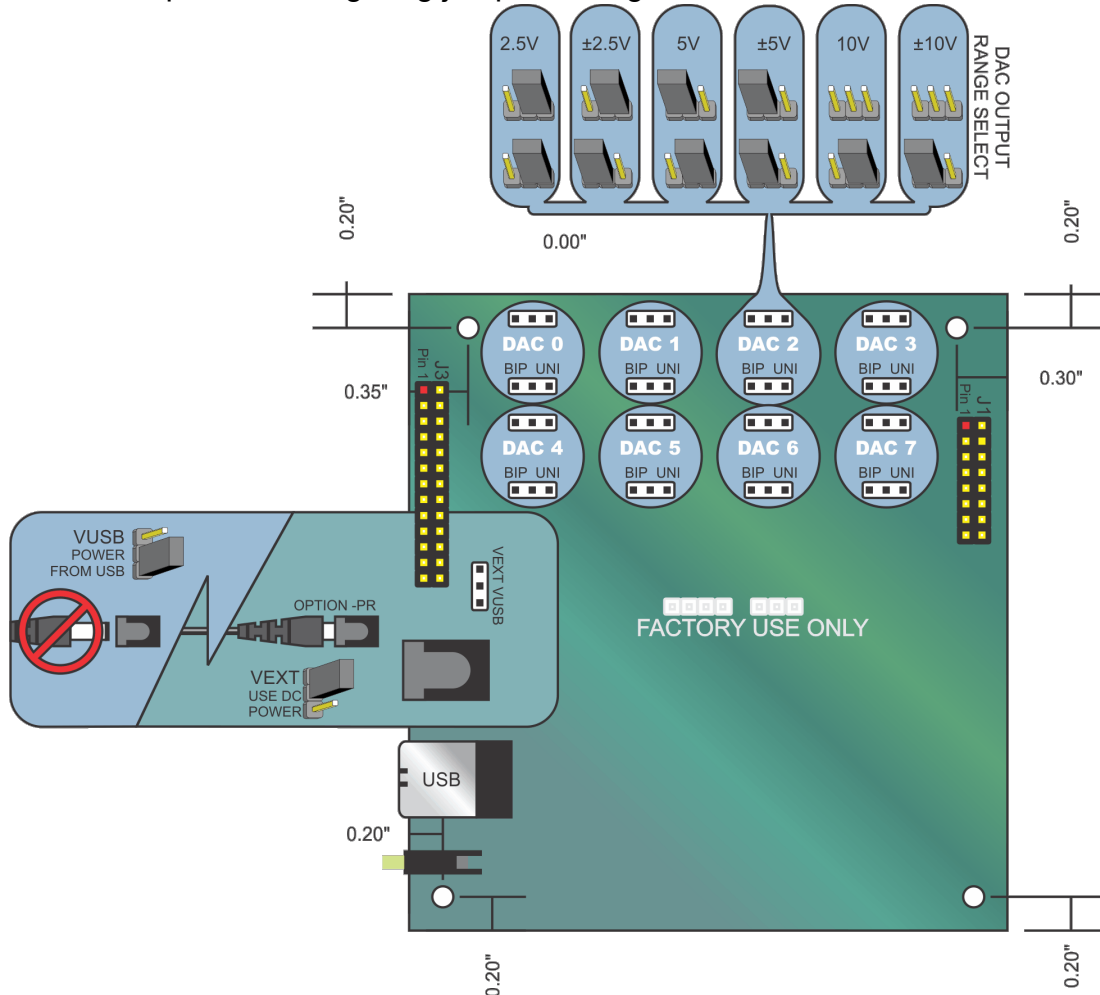 2.5V
±2.5V
5V
±5V
10V
±10V
DAC OUTPUT
RANGE SELECT
0.20"
0.00"
0.20"
DAC 0
BIP UNI
DAC 1
BIP UNI
DAC 2
BIP UNI
DAC 3
BIP UNI
0.35"
J3
Pin 1
0.30"
J1
Pin 1
DAC 4
BIP UNI
DAC 5
BIP UNI
DAC 6
BIP UNI
DAC 7
BIP UNI
VUSB
POWER
FROM USB
VEXT VUSB
OPTION -PR
FACTORY USE ONLY
VEXT
USE DC
POWER
USB
0.20"
0.20"
0.20"